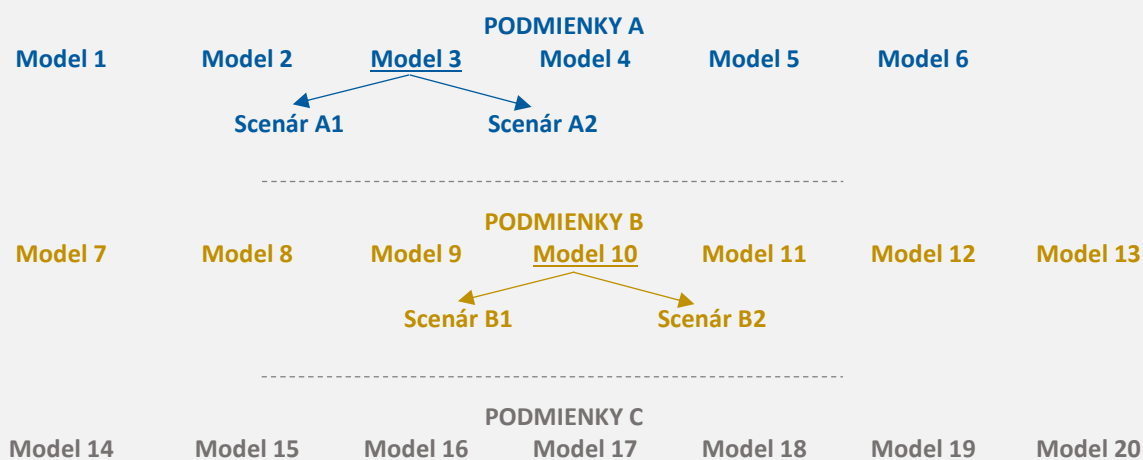 PODMIENKY A
Model 1 Model 2 Model 3 Model 4 Model 5 Model 6
Scenár A1 Scenár A2
PODMIENKY B
Model 7 Model 8 Model 9 Model 10 Model 11 Model 12 Model 13
Scenár B1 Scenár B2
PODMIENKY C
Model 14 Model 15 Model 16 Model 17 Model 18 Model 19 Model 20